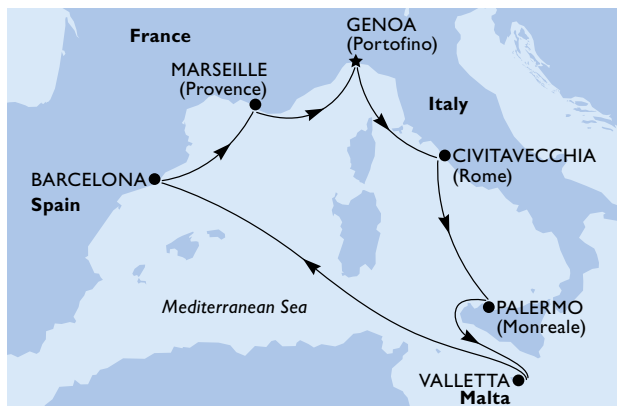 France
GENOA
(Portofino)
MARSEILLE
(Provence)
Italy
CIVITAVECCHIA
(Rome)
BARCELONA
Spain
Mediterranean Sea
PALERMO
(Monreale)
VALLETTA
Malta